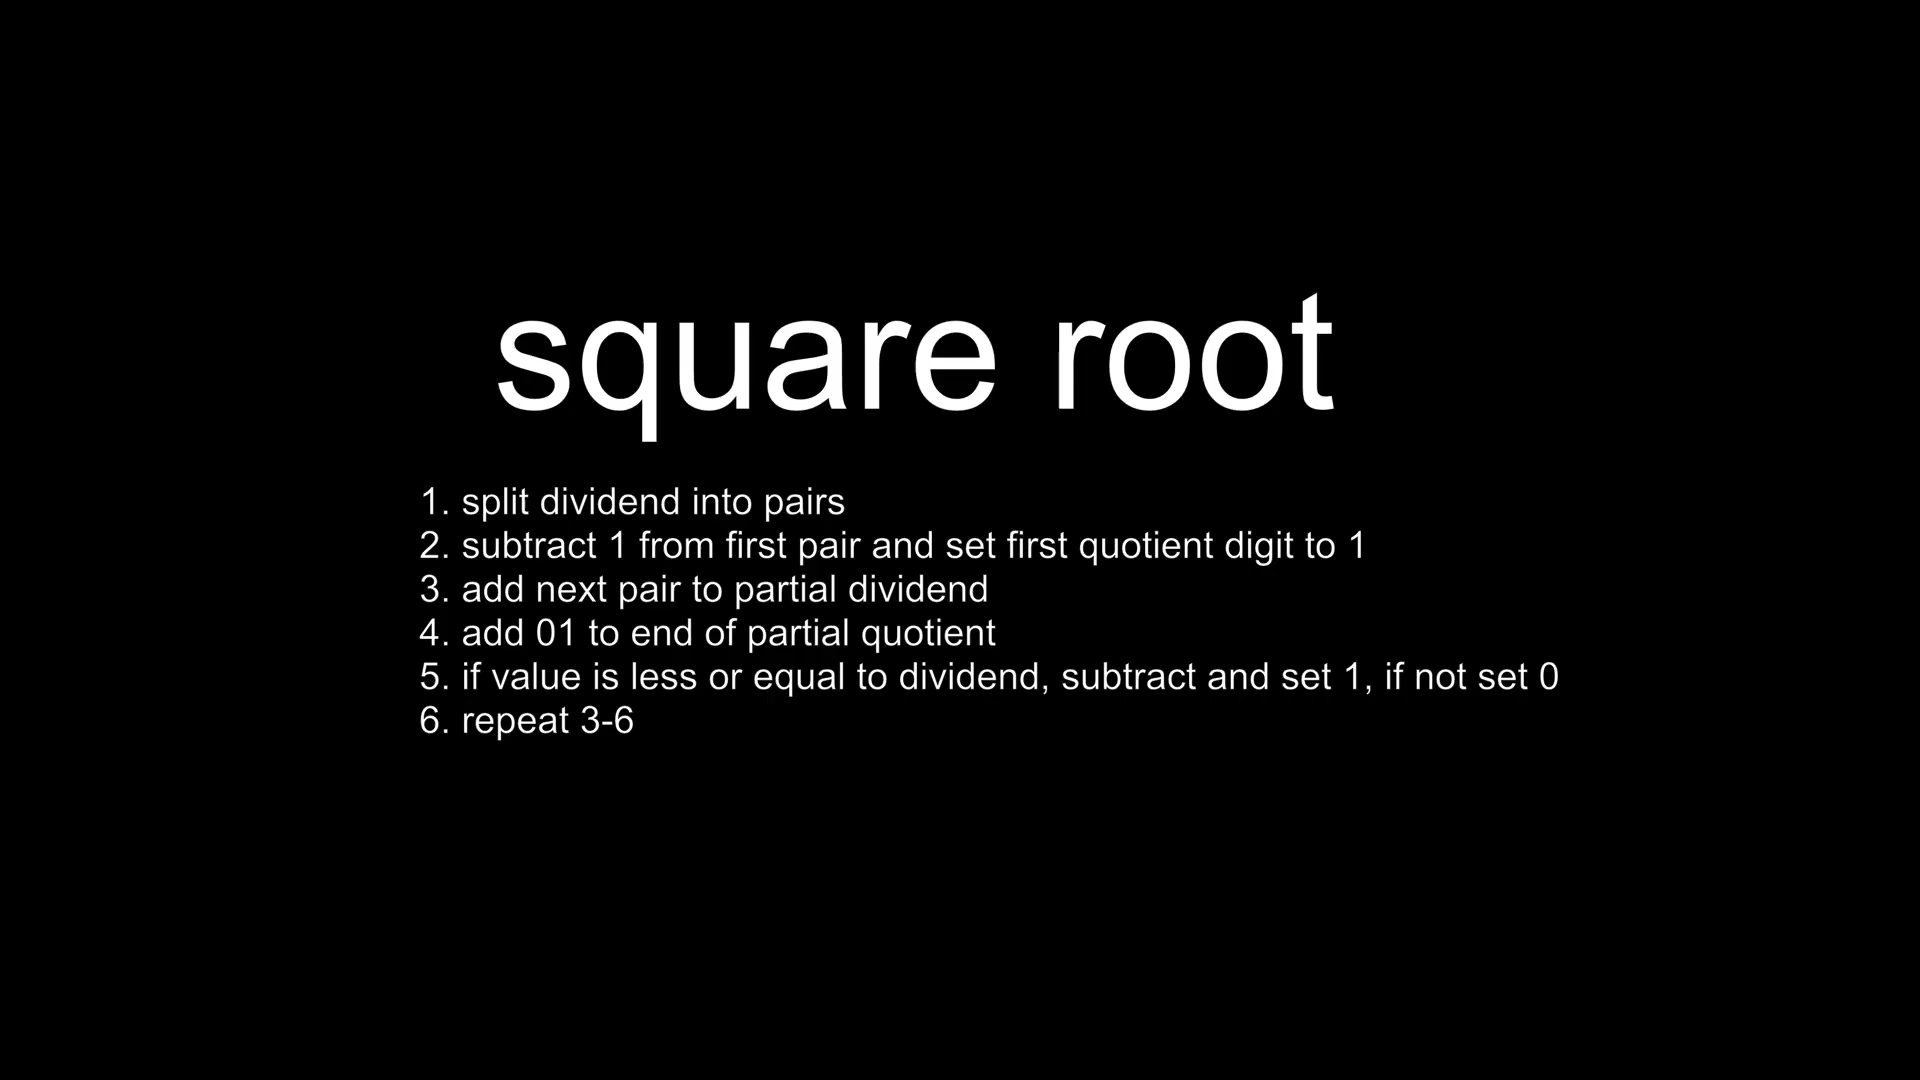 square root
1. split dividend into pairs
2. subtract 1 from first pair and set first quotient digit to 1
3. add next pair to partial dividend
4. add 01 to end of partial quotient
5. if value is less or equal to dividend, subtract and set 1, if not set 0
6. repeat 3-6